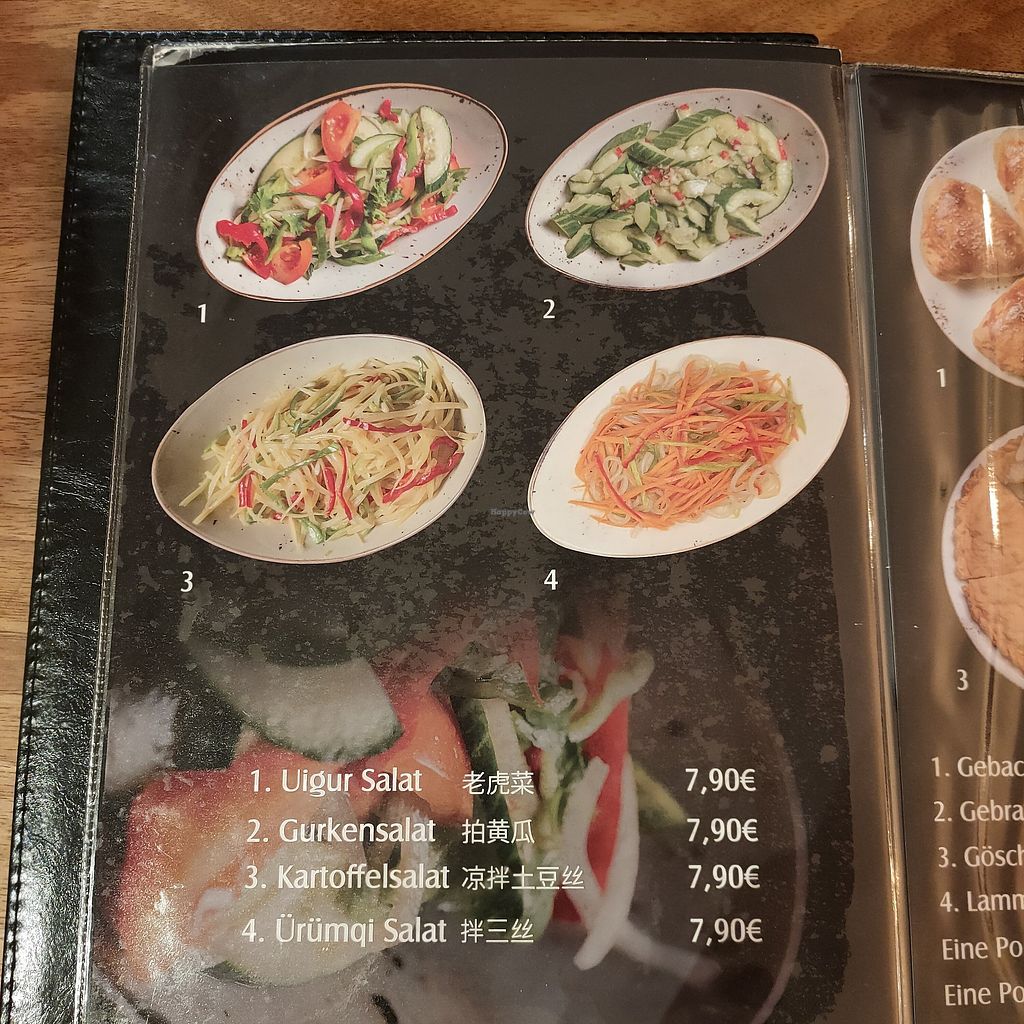 1
2
3
4
HappyCow
1. Uigur Salat 老虎菜 7,90€
2. Gurkensalat 拍黄瓜 7,90€
3. Kartoffelsalat 凉拌土豆丝 7,90€
4. Ürümqi Salat 拌三丝 7,90€
1
3
1. Gebac
2. Gebra
3. Gösch
4. Lamm
Eine Po
Eine Po